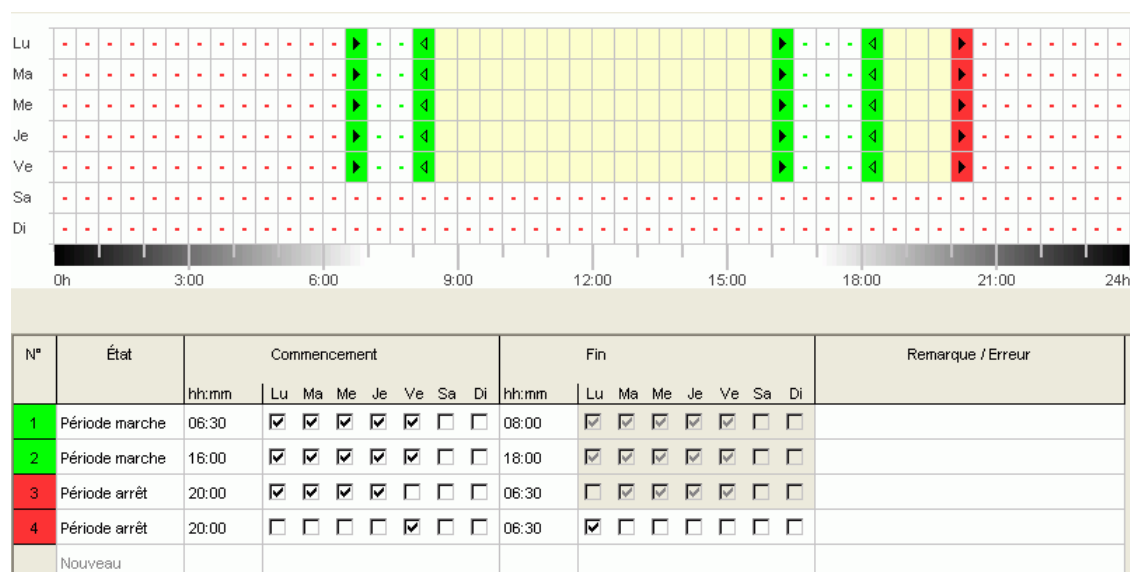 Lu
Ma
Me
Je
Ve
Sa
Di
0h 3:00 6:00 9:00 12:00 15:00 18:00 21:00 24h
N° État Commencement Fin Remarque / Erreur
hh:mm Lu Ma Me Je Ve Sa Di hh:mm Lu Ma Me Je Ve Sa Di
1 Période marche 06:30 08:00
2 Période marche 16:00 18:00
3 Période arrêt 20:00 06:30
4 Période arrêt 20:00 06:30
Nouveau